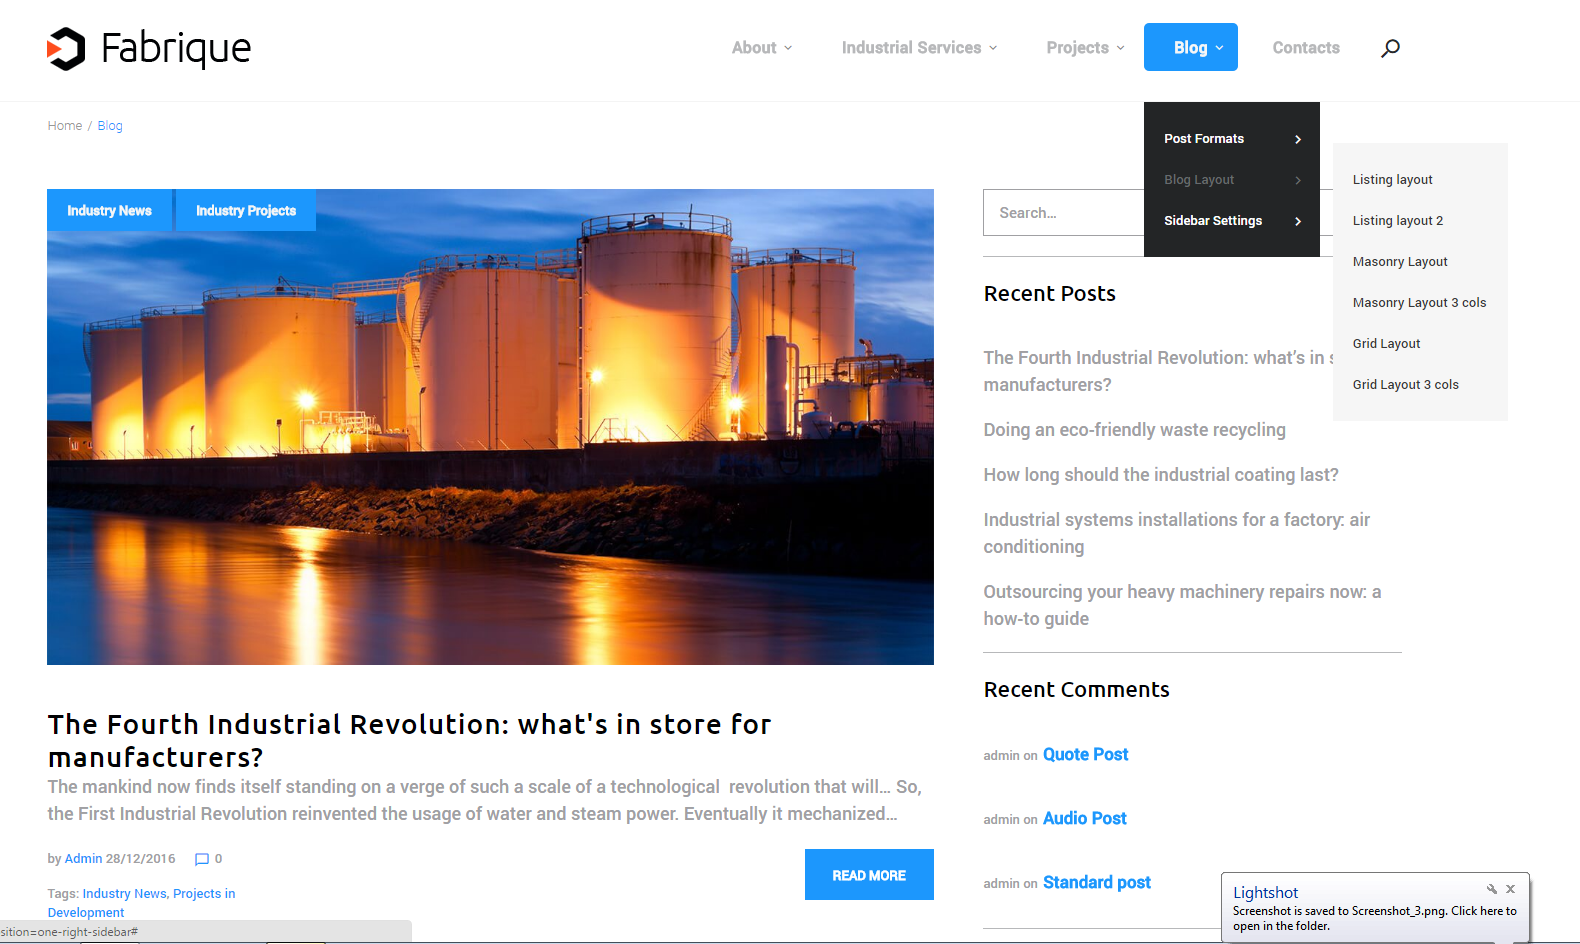 Fabrique
About
Industrial Services
Projects
Blog
Contacts
Home / Blog
Post Formats
Blog Layout
Sidebar Settings
Listing layout
Listing layout 2
Masonry Layout
Masonry Layout 3 cols
Grid Layout
Grid Layout 3 cols
Industry News
Industry Projects
The Fourth Industrial Revolution: what's in store for
manufacturers?
The mankind now finds itself standing on a verge of such a scale of a technological revolution that will... So,
the First Industrial Revolution reinvented the usage of water and steam power. Eventually it mechanized...
by Admin 28/12/2016 0
READ MORE
Tags: Industry News, Projects in
Development
Search...
Recent Posts
The Fourth Industrial Revolution: what's in
manufacturers?
Doing an eco-friendly waste recycling
How long should the industrial coating last?
Industrial systems installations for a factory: air
conditioning
Outsourcing your heavy machinery repairs now: a
how-to guide
Recent Comments
admin on Quote Post
admin on Audio Post
admin on Standard post
Lightshot
Screenshot is saved to Screenshot_3.png. Click here to
open in the folder.
sition=one-right-sidebar#